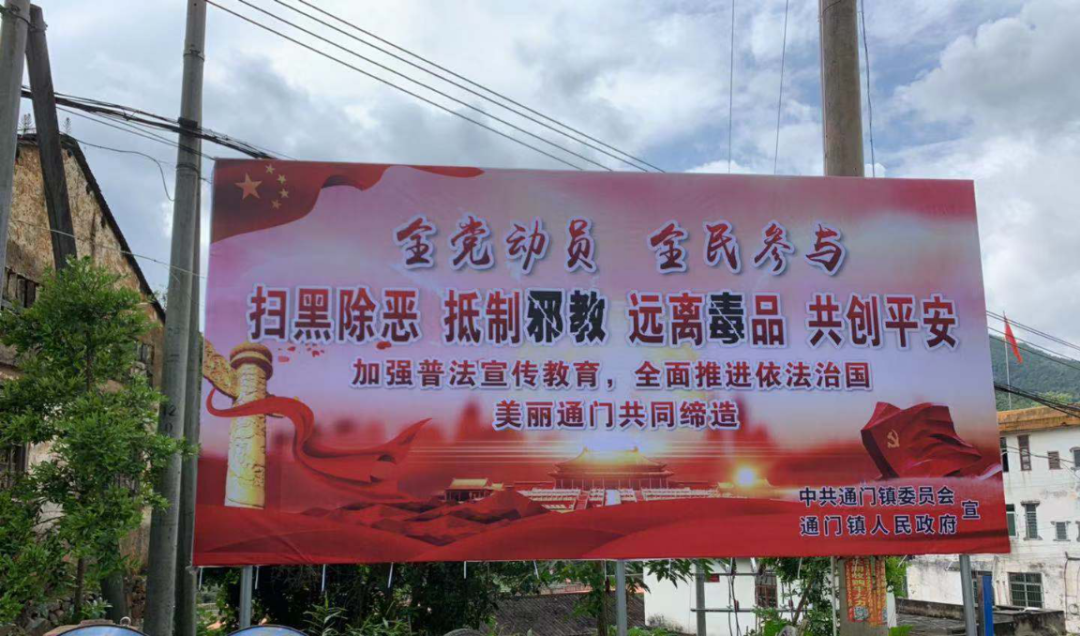 全党动员 全民参与
扫黑除恶 抵制邪教 远离毒品 共创平安
加强普法宣传教育，全面推进依法治国
美丽通门共同缔造
中共通门镇委员会
通门镇人民政府 宣